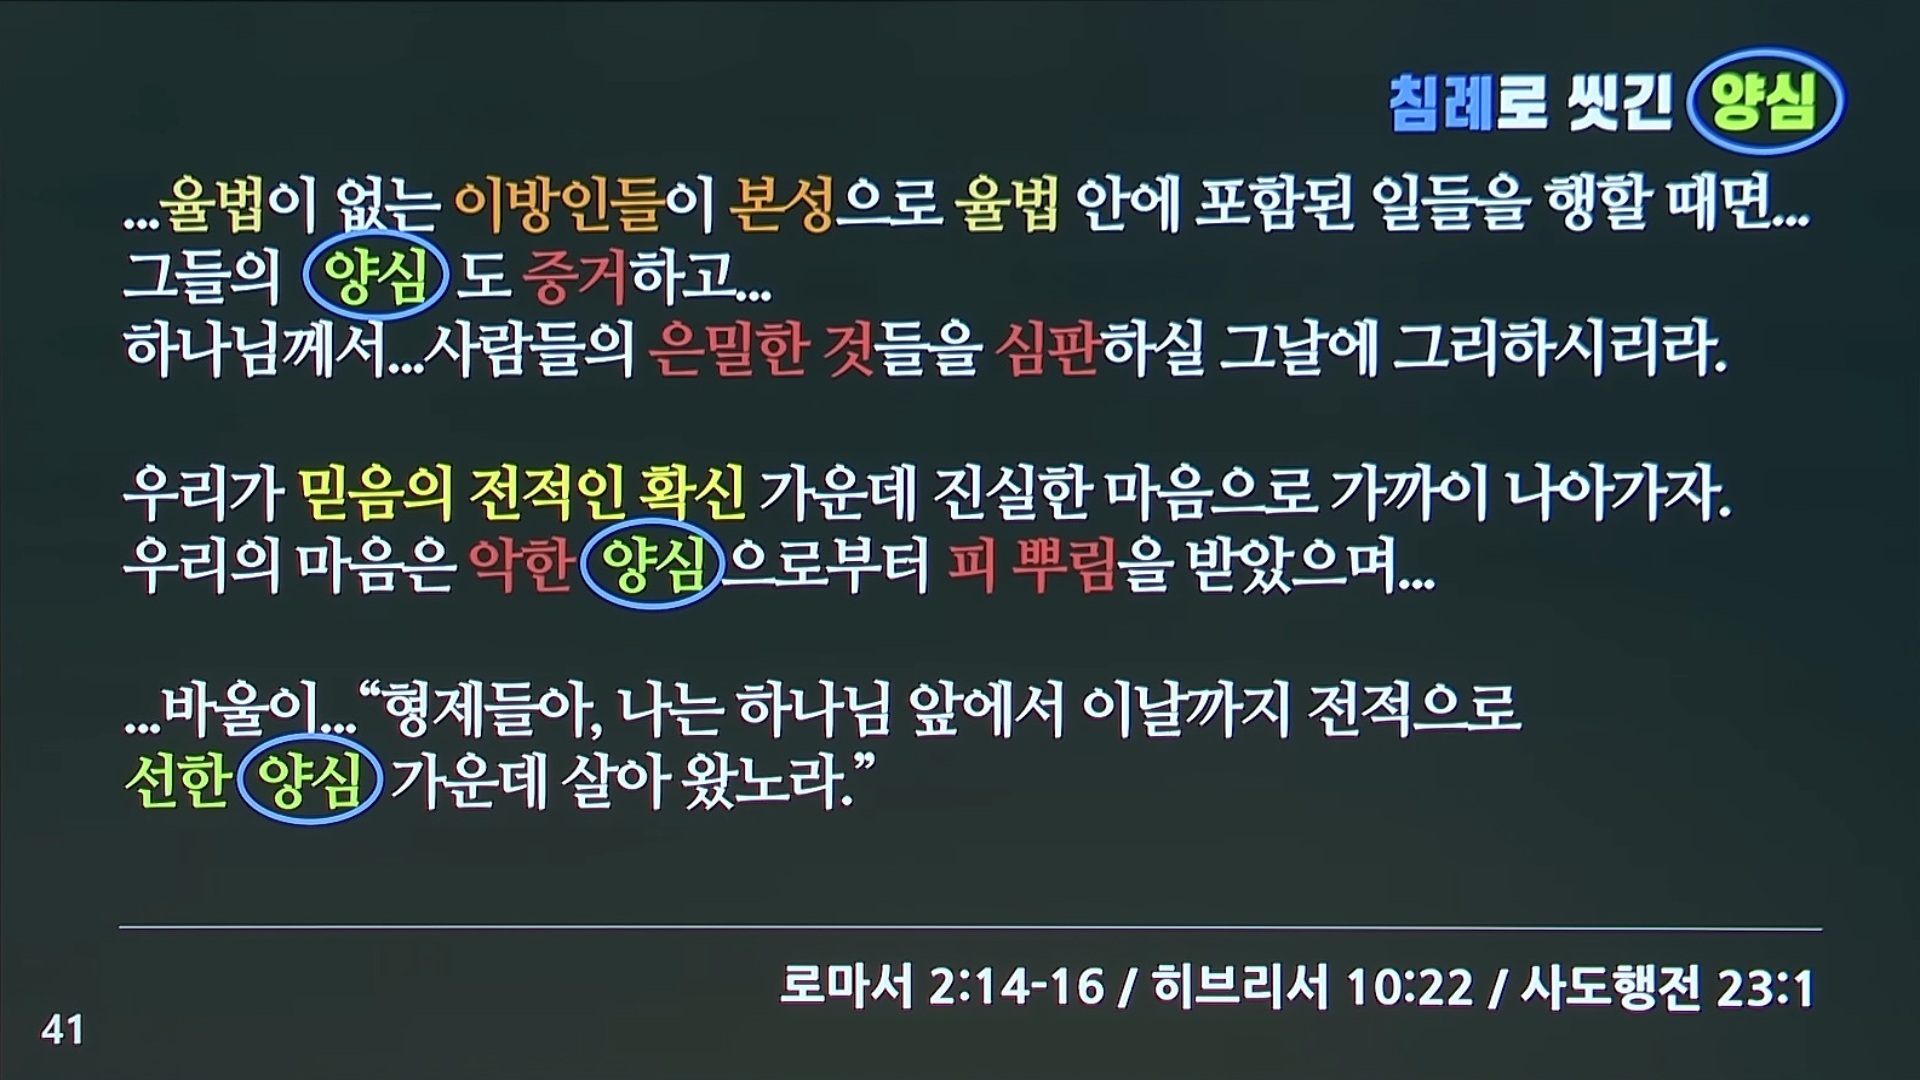 침례로 씻긴 양심
...율법이 없는 이방인들이 본성으로 율법 안에 포함된 일들을 행할 때면...
그들의 양심도 증거하고...
하나님께서...사람들의 은밀한 것들을 심판하실 그날에 그리하시리라.
우리가 믿음의 전적인 확신 가운데 진실한 마음으로 가까이 나아가자.
우리의 마음은 악한 양심으로부터 피 뿌림을 받았으며...
...바울이...“형제들아, 나는 하나님 앞에서 이날까지 전적으로
선한 양심 가운데 살아 왔노라.”
로마서 2:14-16 / 히브리서 10:22 / 사도행전 23:1
41